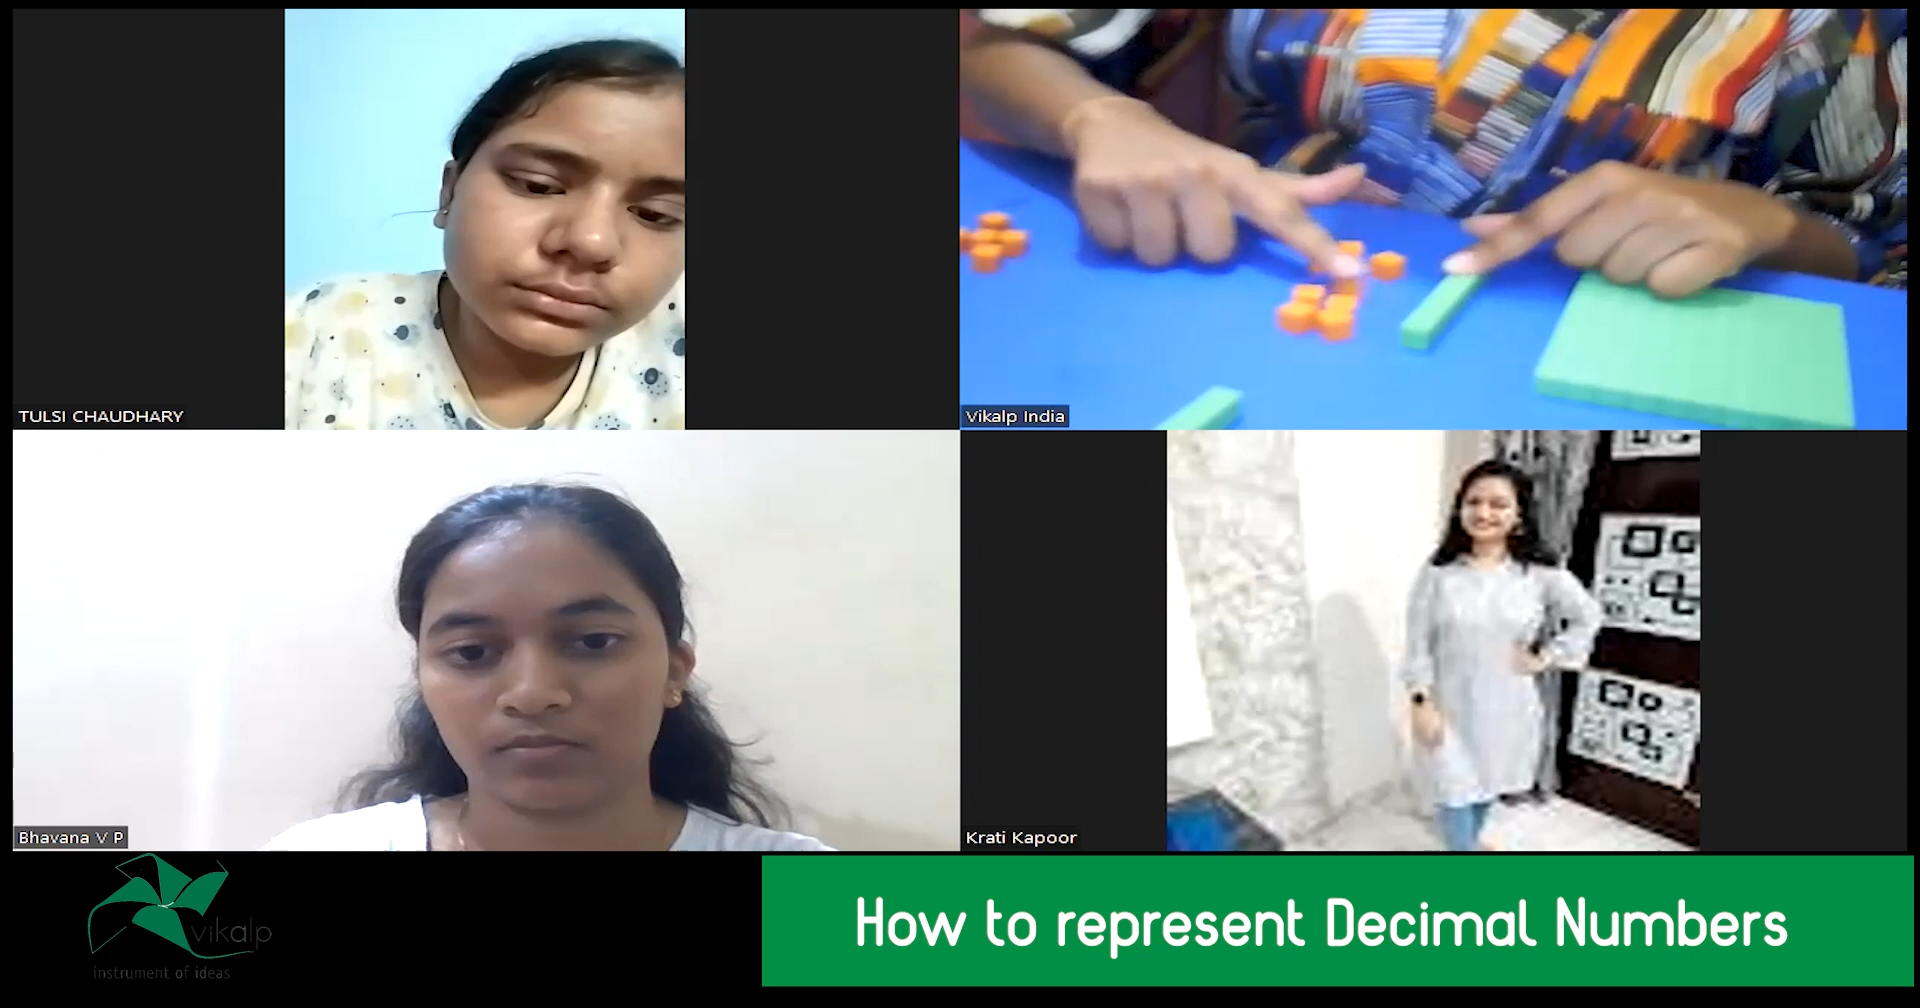 TULSI CHAUDHARY
Vikalp India
Bhavana V P
Krati Kapoor
vikalp
instrument of ideas
How to represent Decimal Numbers